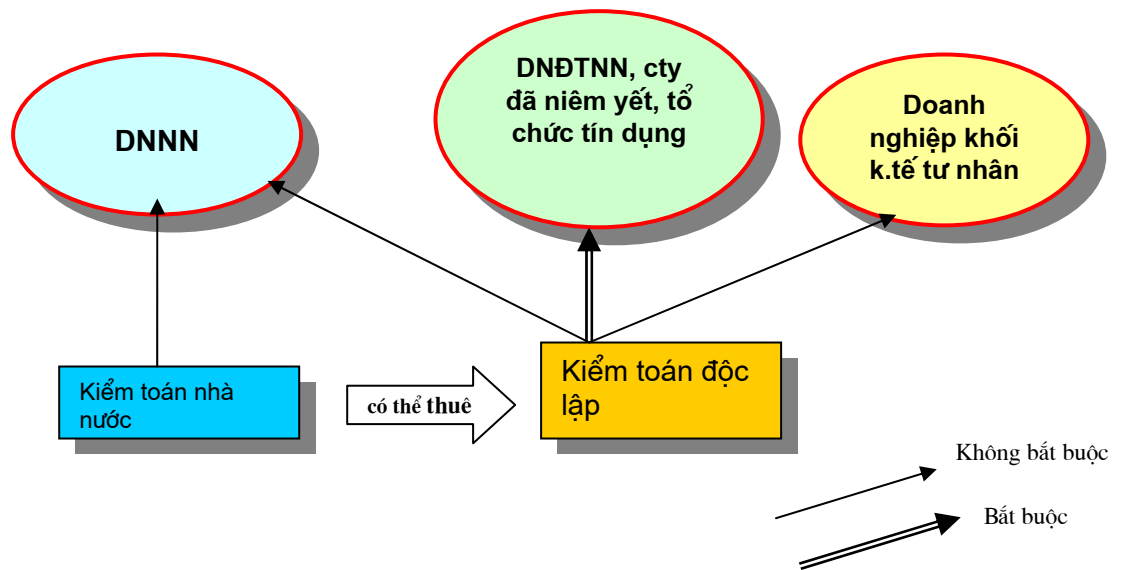 DNNN
DNĐTNN, cty
đã niêm yết, tổ
chức tín dụng
Doanh
nghiệp khối
k.tế tư nhân
Kiểm toán nhà
nước
có thể thuê
Kiểm toán độc
lập
Không bắt buộc
Bắt buộc